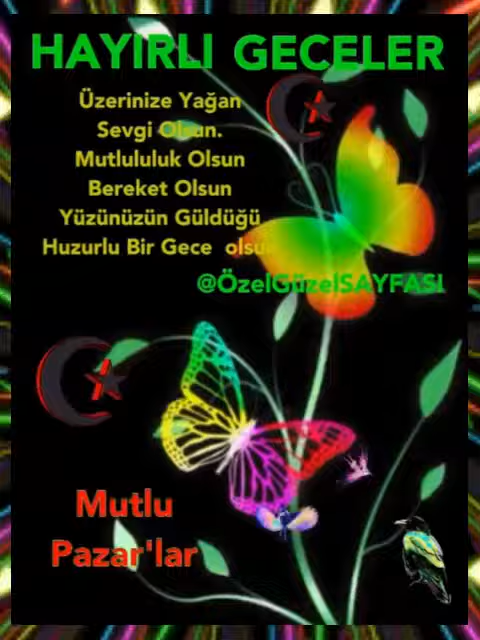 HAYIRLI GECELER
Üzerinize Yağan
Sevgi Olsun.
Mutlululuk Olsun
Bereket Olsun
Yüzünüzün Güldüğü
Huzurlu Bir Gece olsun
@ÖzelGüzelSAYFASI
Mutlu
Pazar'lar